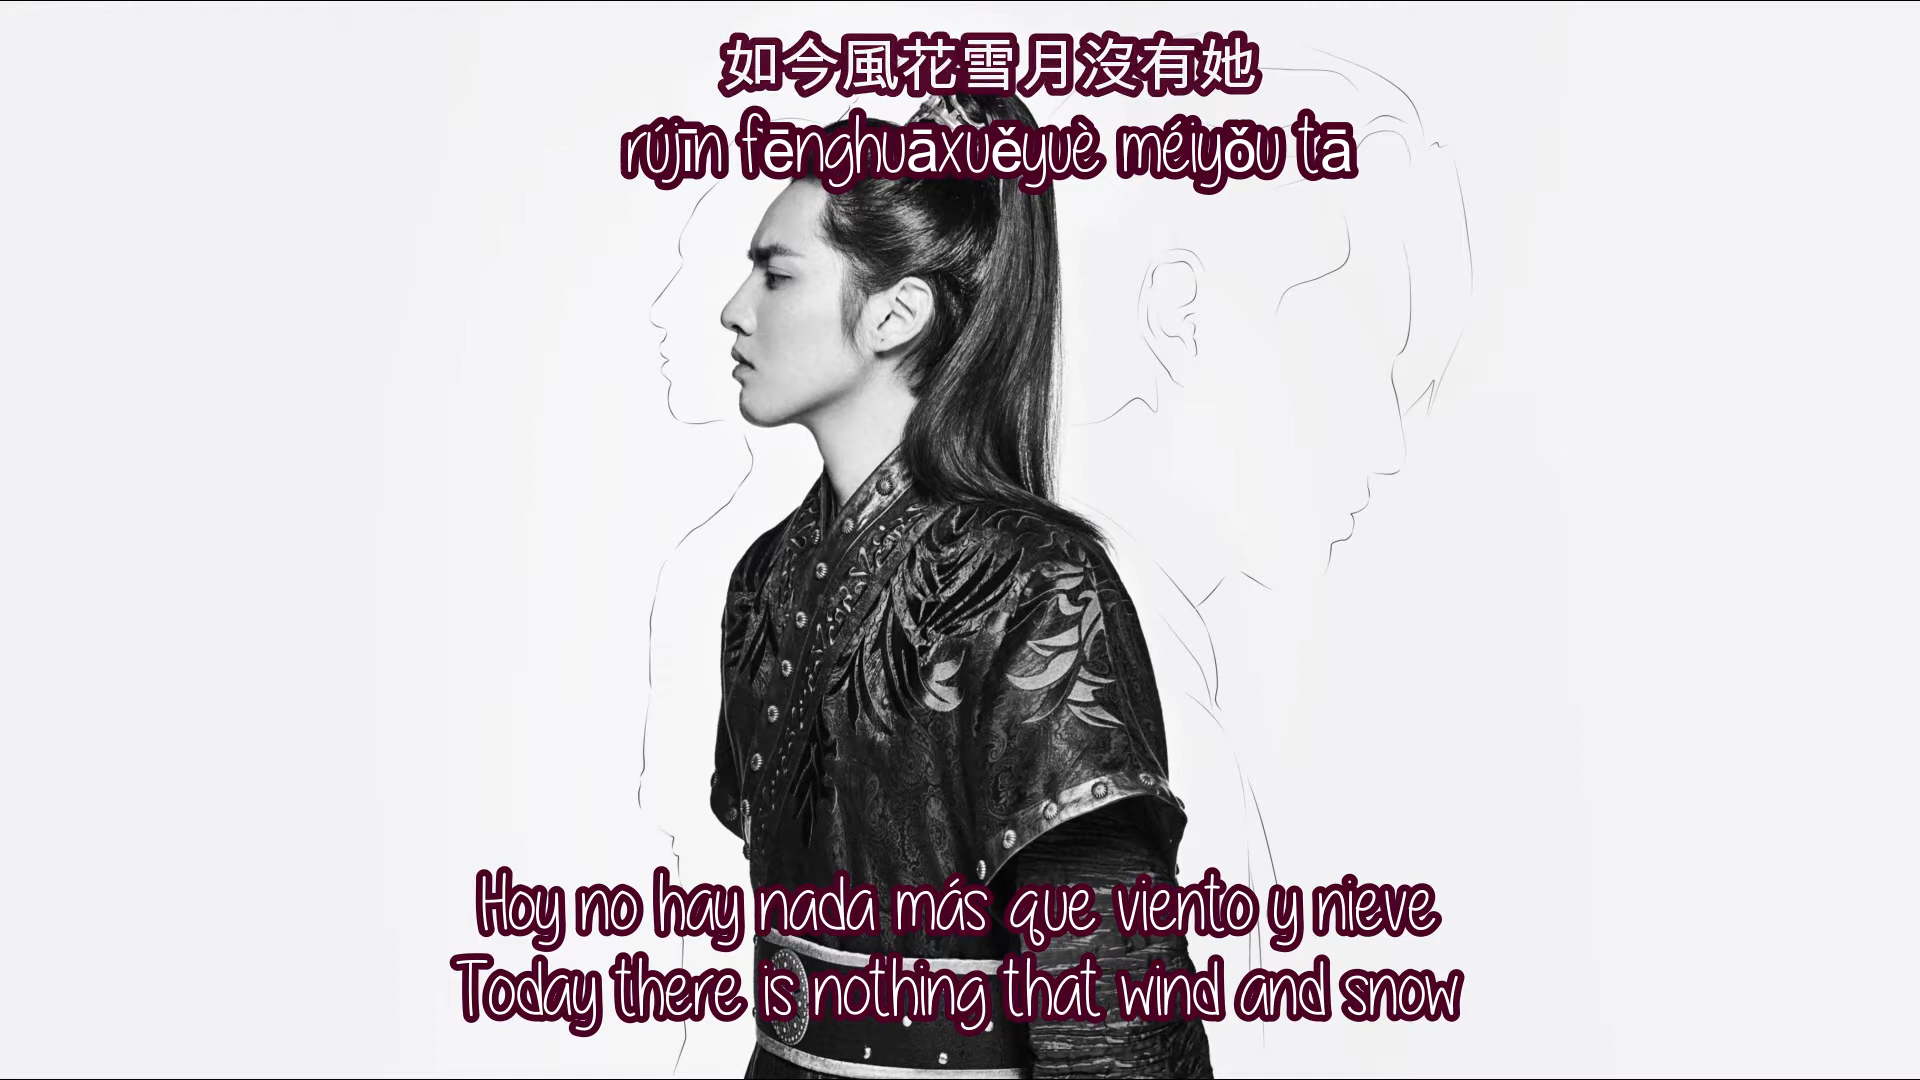 如今風花雪月沒有她
rújīn fēnghuāxuěyuè méiyǒu tā
Hoy no hay nada más que viento y nieve
Today there is nothing that wind and snow